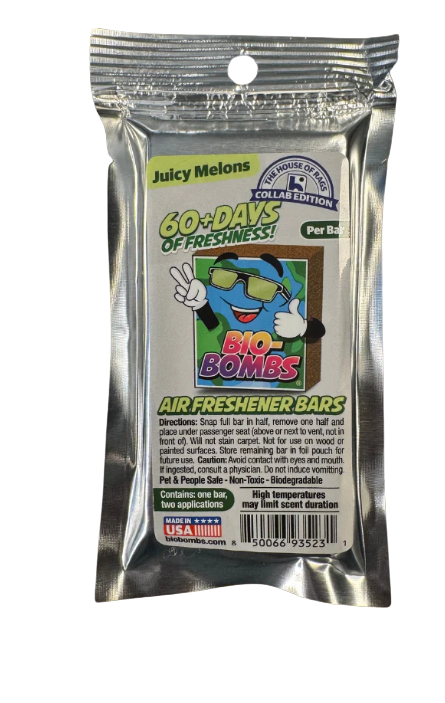 Juicy Melons
THE HOUSE OF RAGS
COLLAB EDITION
60+DAYS
OF FRESHNESS!
Per Bar
BIO-
BOMBS®
AIR FRESHENER BARS
Directions: Snap full bar in half, remove one half and
place under passenger seat (above or next to vent, not in
front of). Will not stain carpet. Not for use on wood or
painted surfaces. Store remaining bar in foil pouch for
future use. Caution: Avoid contact with eyes and mouth.
If ingested, consult a physician. Do not induce vomitting.
Pet & People Safe - Non-Toxic - Biodegradable
Contains: one bar,
two applications
High temperatures
may limit scent duration
MADE IN
USA
biobombs.com
8 50066 93523 1